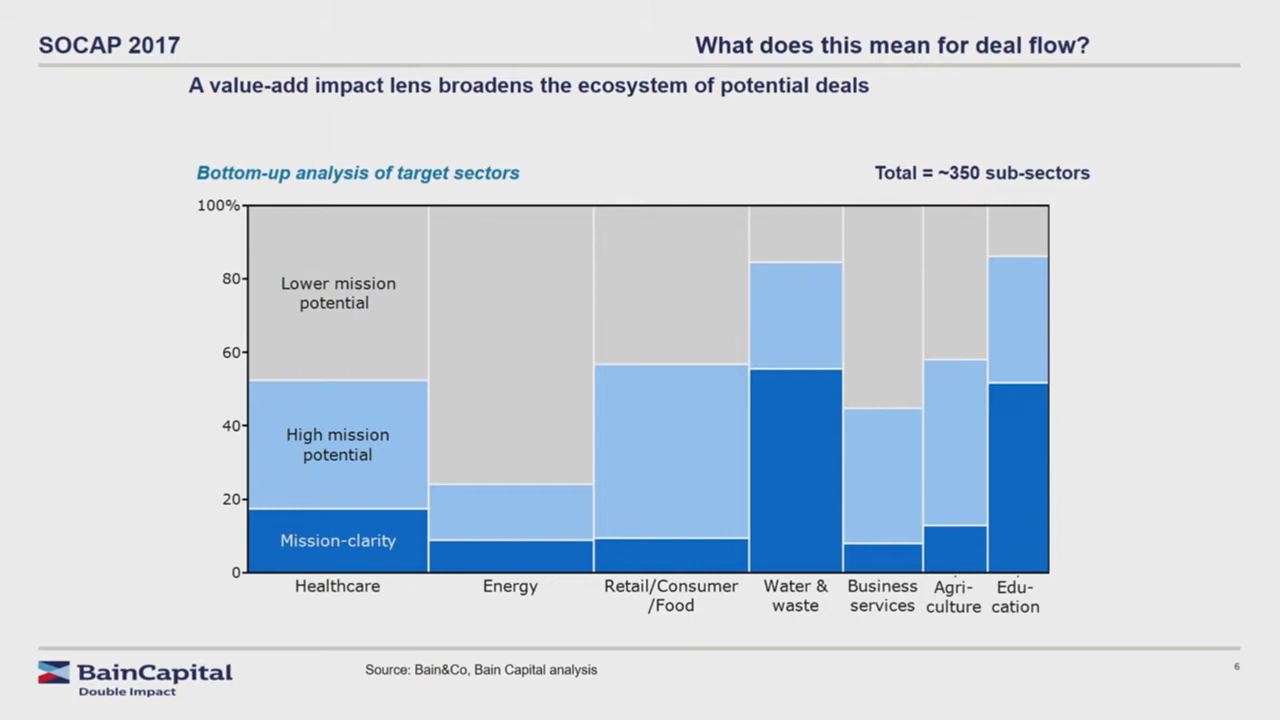 SOCAP 2017
What does this mean for deal flow?
A value-add impact lens broadens the ecosystem of potential deals
Bottom-up analysis of target sectors
Total = ~350 sub-sectors
100%
80
60
40
20
0
Lower mission
potential
High mission
potential
Mission-clarity
Healthcare
Energy
Retail/Consumer
/Food
Water &
waste
Business
services
Agri-
culture
Edu-
cation
BainCapital
Double Impact
Source: Bain&Co, Bain Capital analysis
6